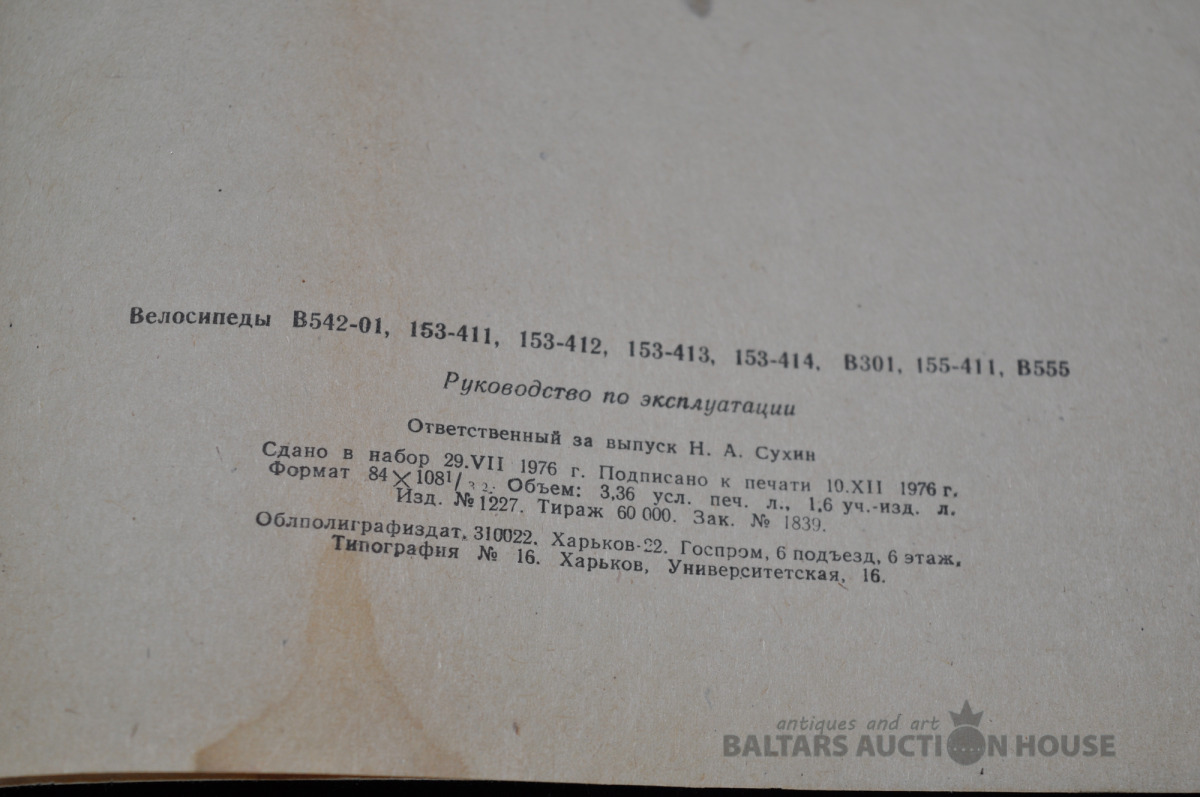 Велосипеды В542-01, 153-411, 153-412, 153-413, 153-414, В301, 155-411, В555
Руководство по эксплуатации
Ответственный за выпуск Н. А. Сухин
Сдано в набор 29.VII 1976 г. Подписано к печати 10.XII 1976 г.
Формат 84×108¹/₃₂. Объем: 3,36 усл. печ. л., 1,6 уч.-изд. л.
Изд. №1227. Тираж 60 000. Зак. № 1839.
Облполиграфиздат, 310022. Харьков-22. Госпром, 6 подъезд, 6 этаж.
Типография № 16. Харьков, Университетская, 16.
antiques and art
BALTARS AUCTION HOUSE